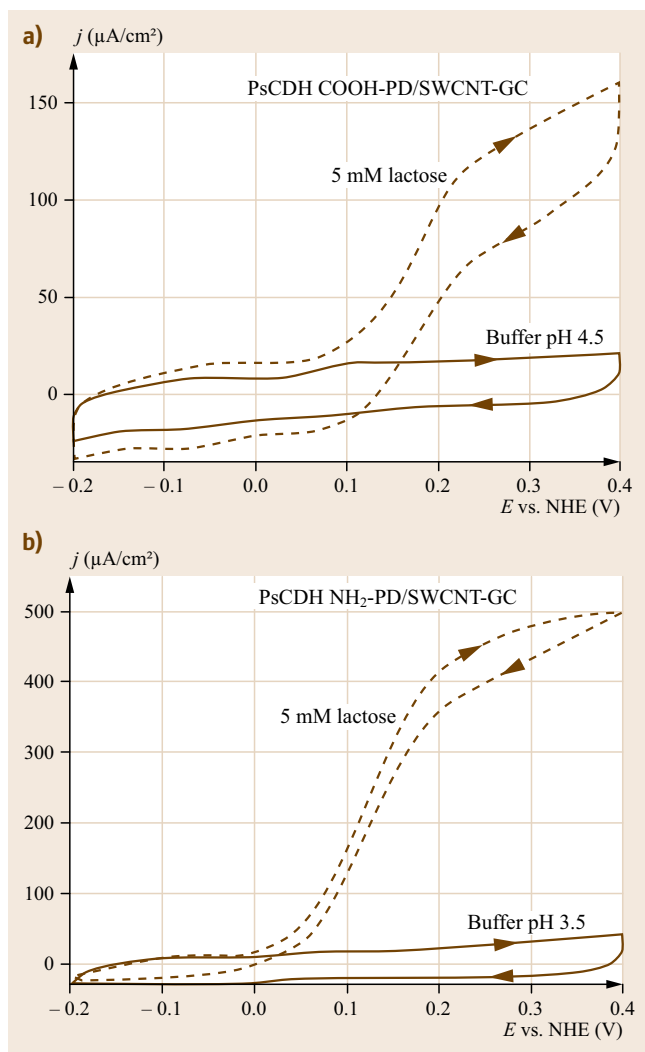 a)
j (µA/cm²)
PsCDH COOH-PD/SWCNT-GC
150
5 mM lactose
100
50
Buffer pH 4.5
0
– 0.2
– 0.1
0.0
0.1
0.2
0.3
0.4
E vs. NHE (V)
b)
j (µA/cm²)
PsCDH NH₂-PD/SWCNT-GC
500
400
5 mM lactose
300
200
100
Buffer pH 3.5
0
– 0.2
– 0.1
0.0
0.1
0.2
0.3
0.4
E vs. NHE (V)